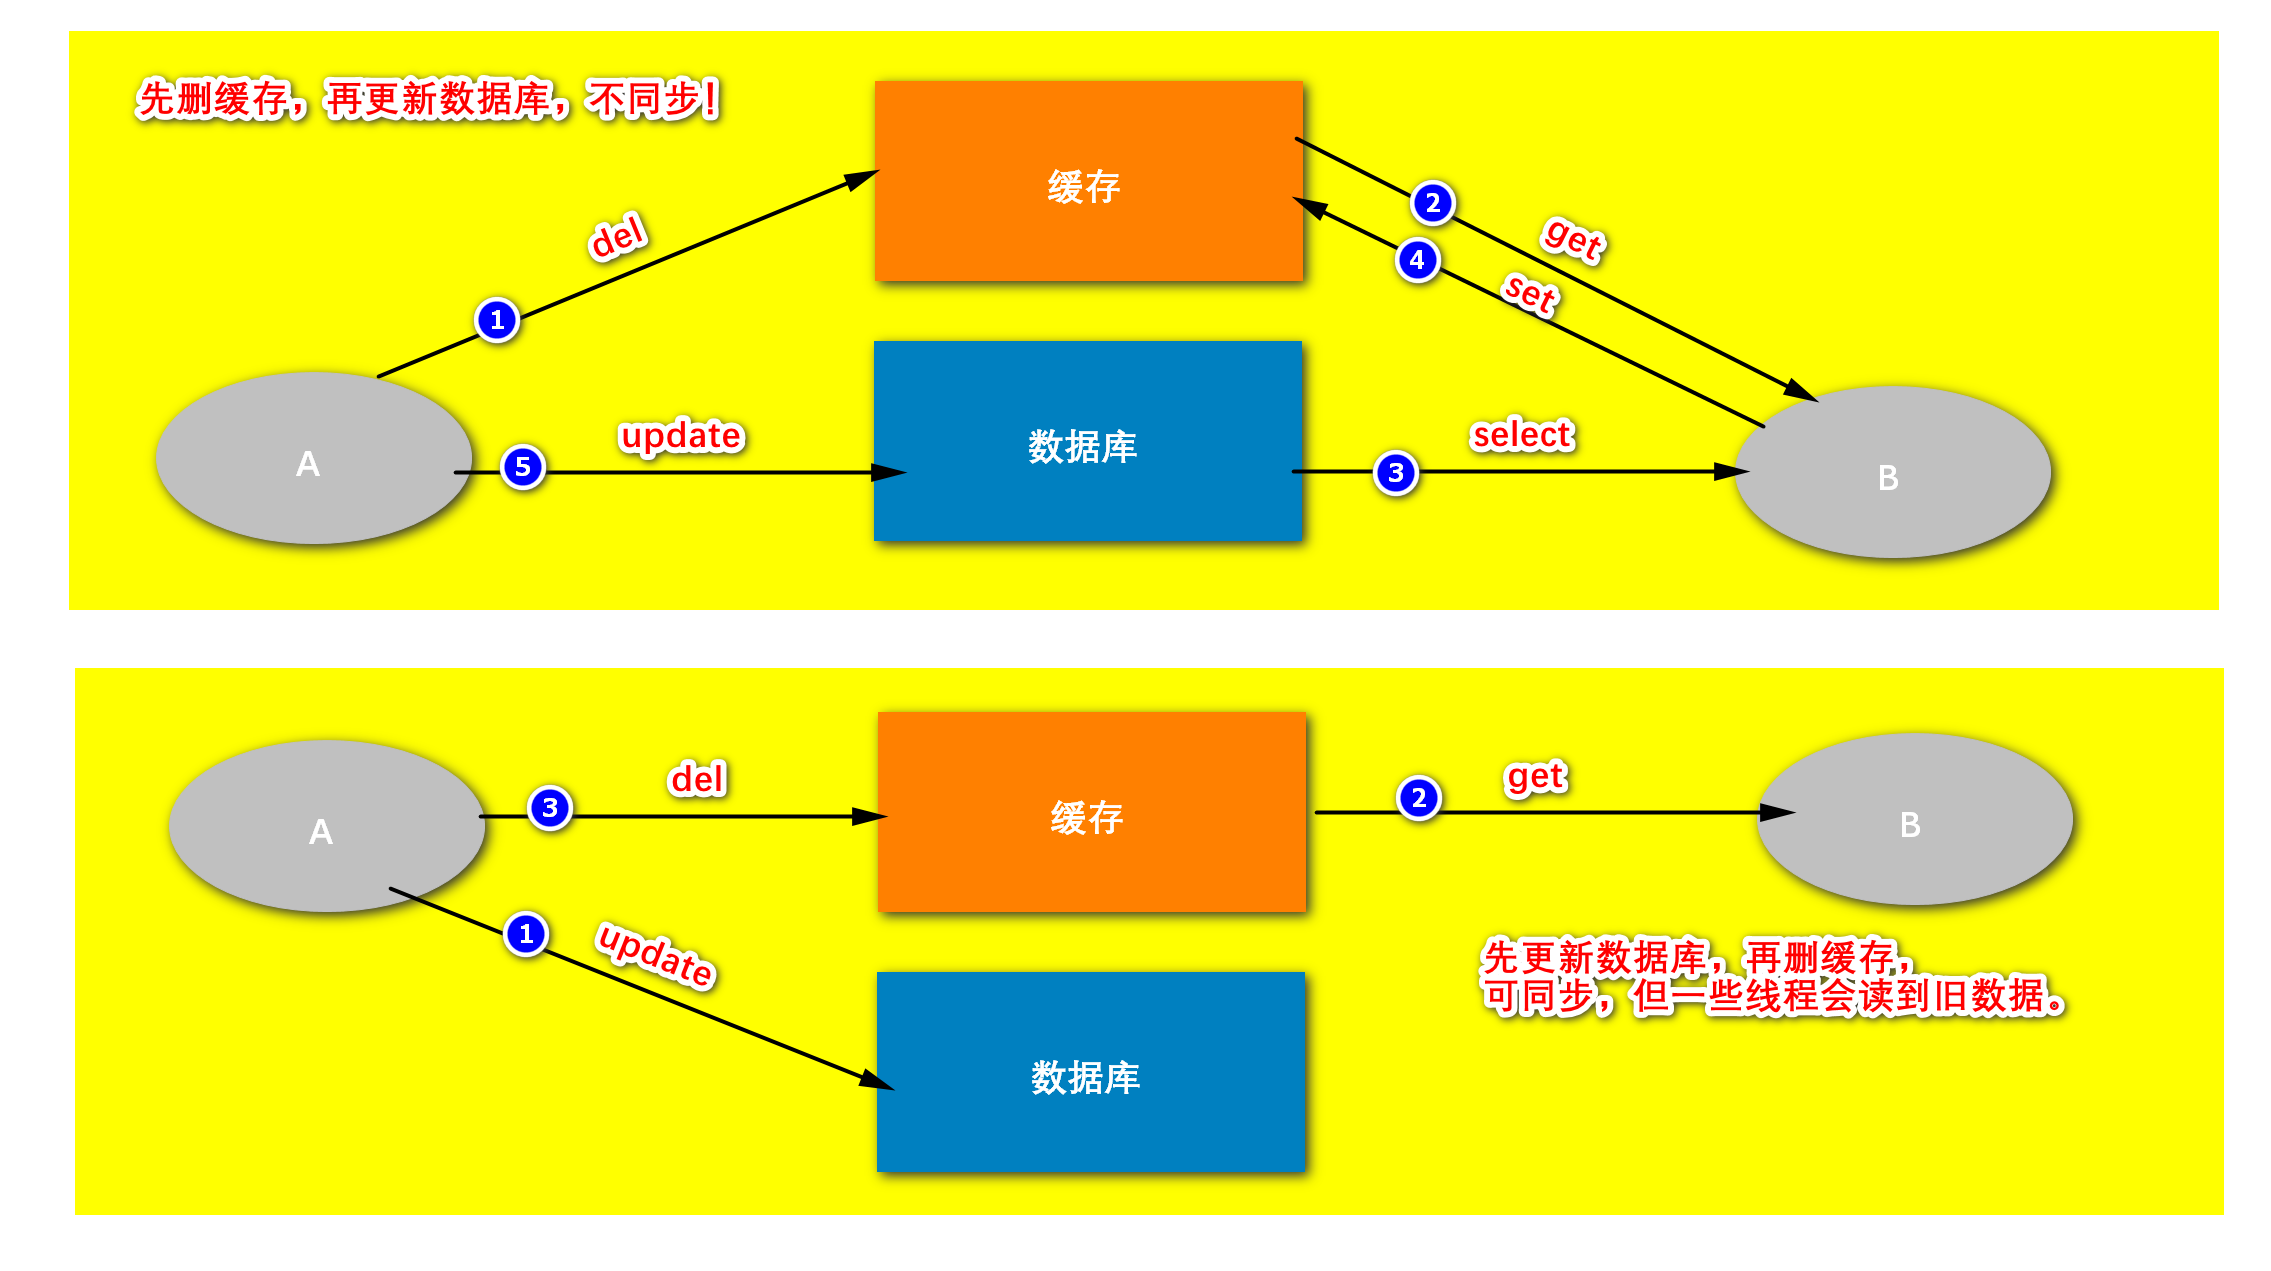 先删缓存，再更新数据库，不同步！
缓存
2
get
4
set
del
1
A
5
update
数据库
3
select
B
A
3
del
缓存
2
get
B
1
update
数据库
先更新数据库，再删缓存，
可同步，但一些线程会读到旧数据。